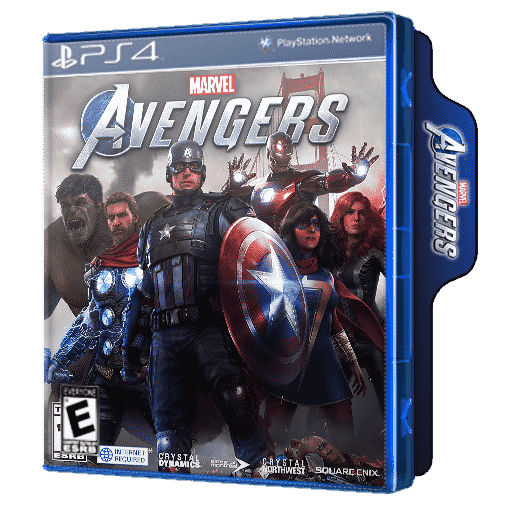 PS4
PlayStation Network
MARVEL
AVENGERS
AVENGERS
MARVEL
EVERYONE
E
ESRB
INTERNET
REQUIRED
CRYSTAL
DYNAMICS
CRYSTAL
NORTHWEST
SQUARE ENIX